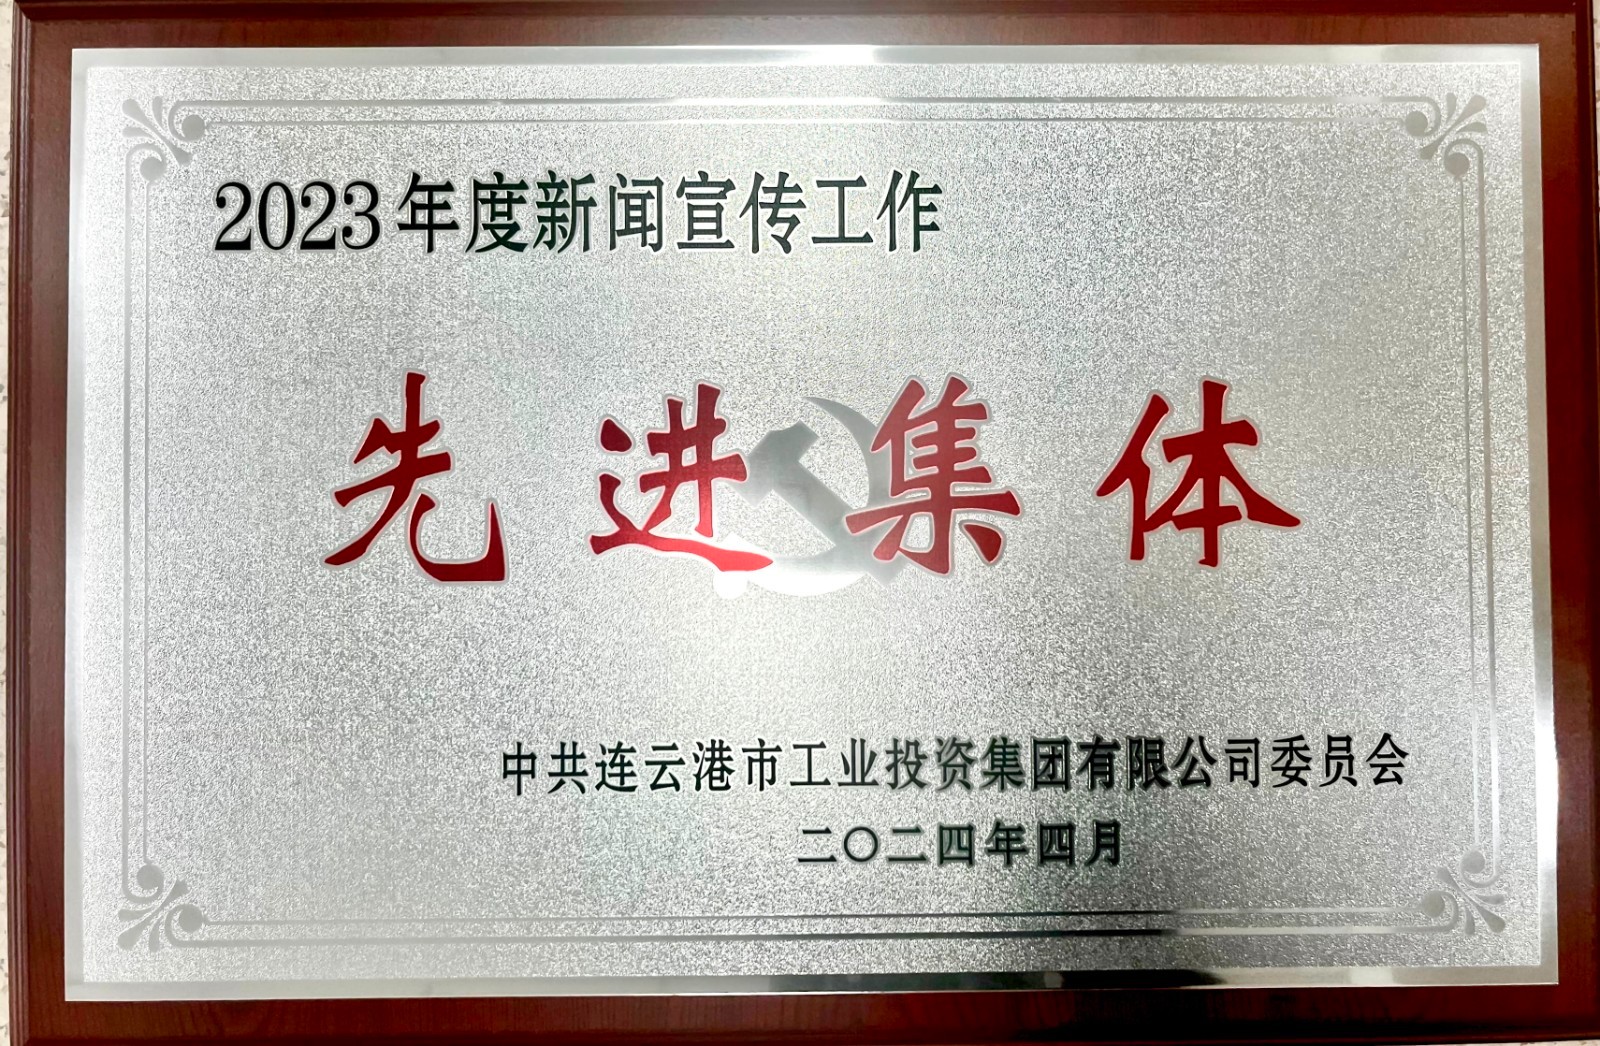 2023年度新闻宣传工作
先进集体
中共连云港市工业投资集团有限公司委员会
二〇二四年四月